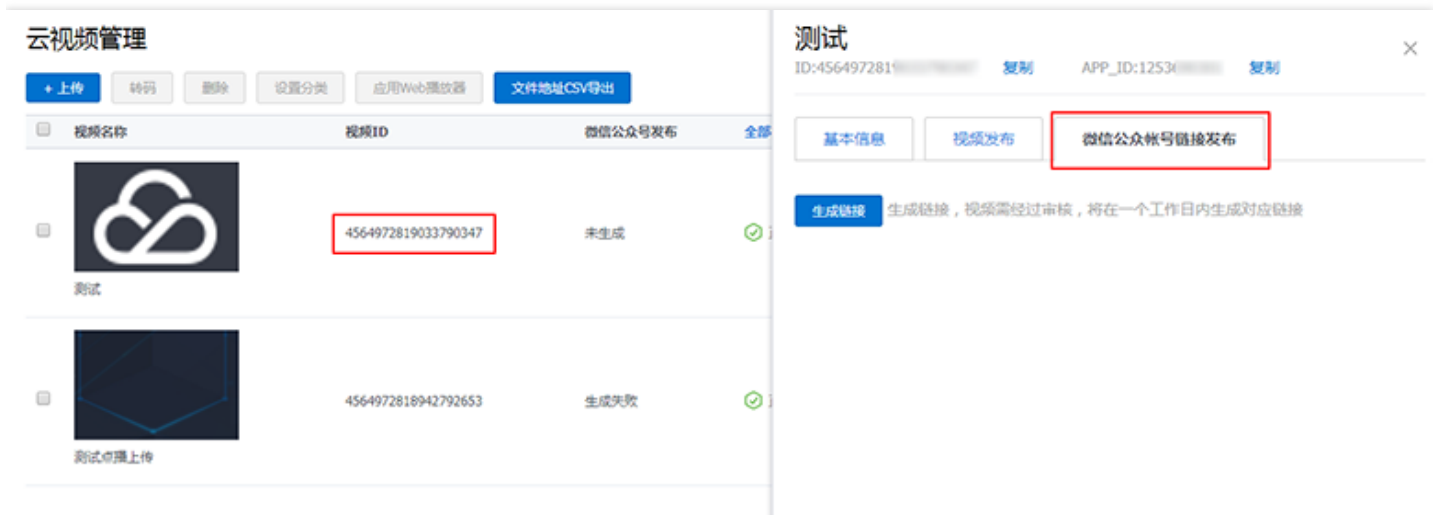 云视频管理
+ 上传 转码 删除 设置分类 应用Web播放器 文件地址CSV导出
视频名称 视频ID 微信公众号发布 全部
4564972819033790347 未生成
测试
4564972818942792653 生成失败
测试点播上传
测试
ID:456497281 复制 APP_ID:1253 复制
基本信息 视频发布 微信公众帐号链接发布
生成链接 生成链接，视频需经过审核，将在一个工作日内生成对应链接